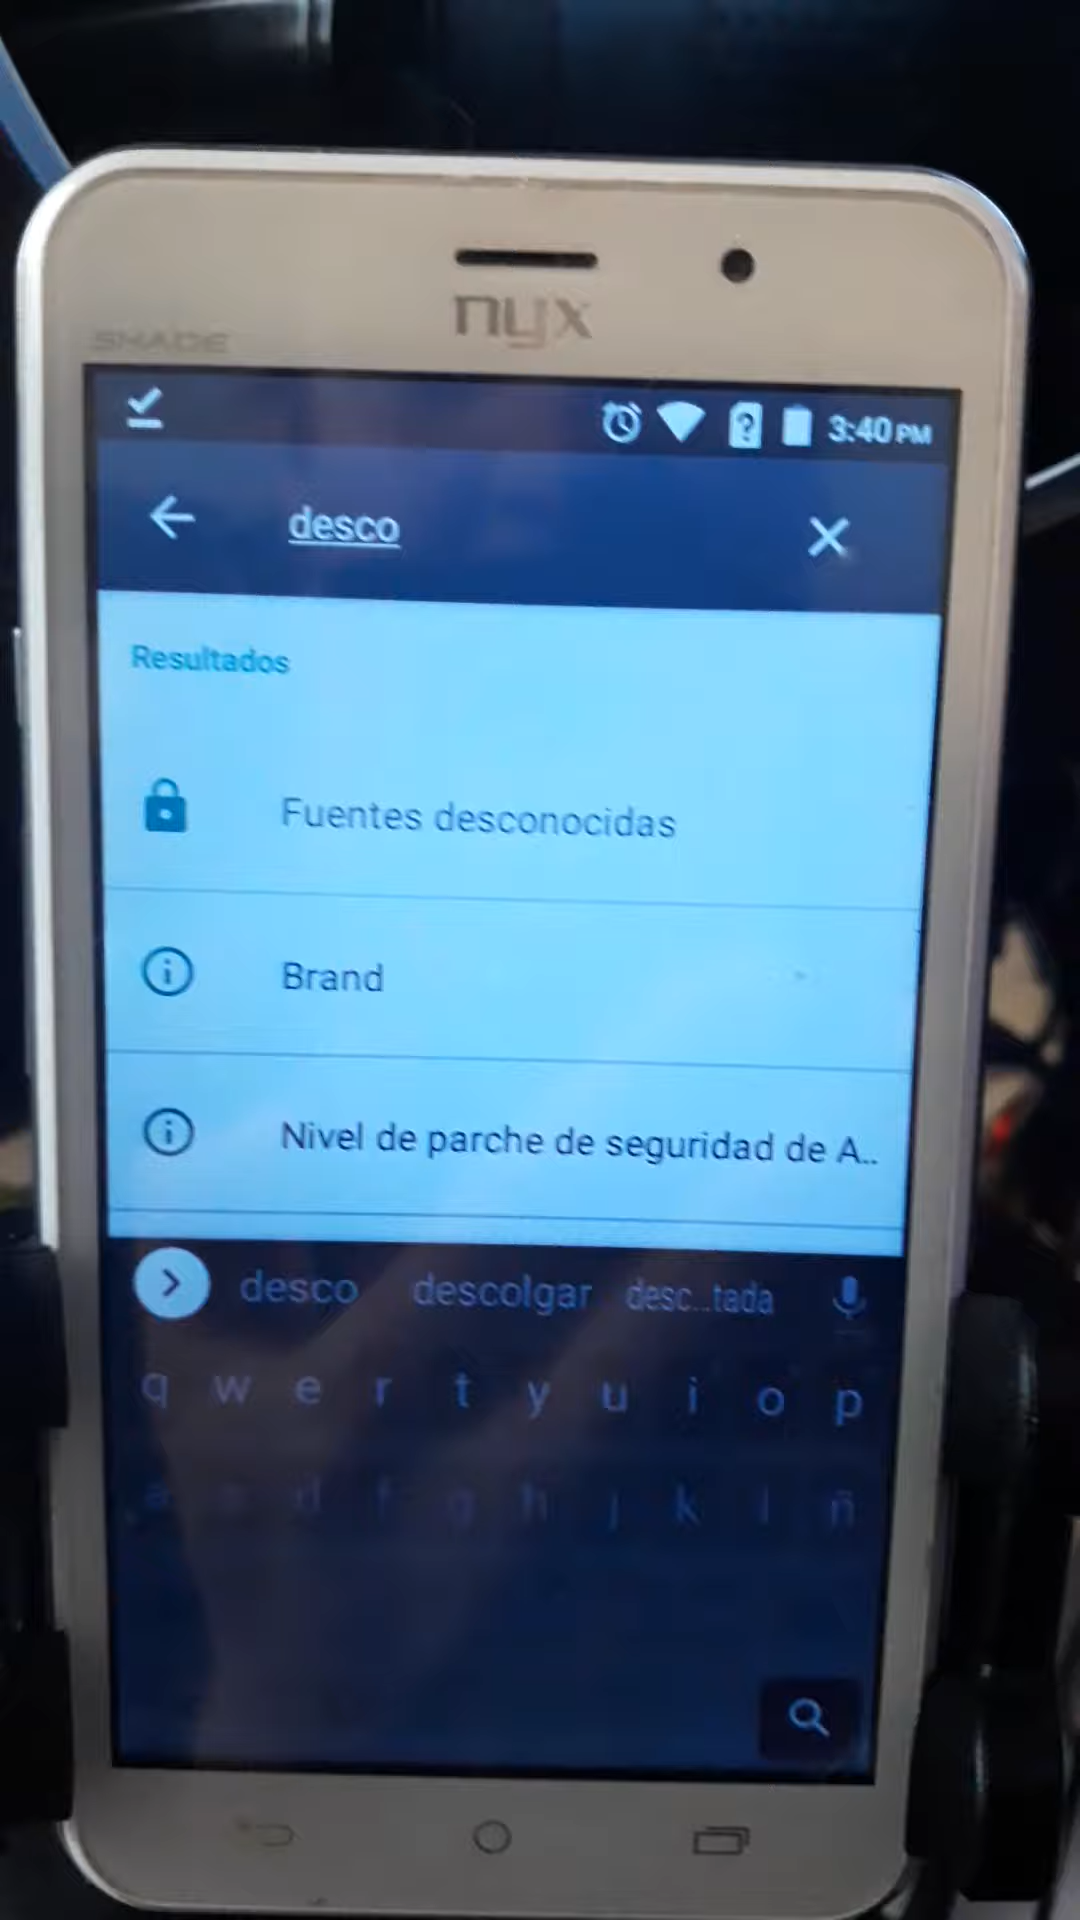 nyx
SHADE
3:40 PM
desco
Resultados
Fuentes desconocidas
Brand
Nivel de parche de seguridad de A..
desco descolgar desc...tada
q w e r t y u i o p
a s d f g h j k l ñ